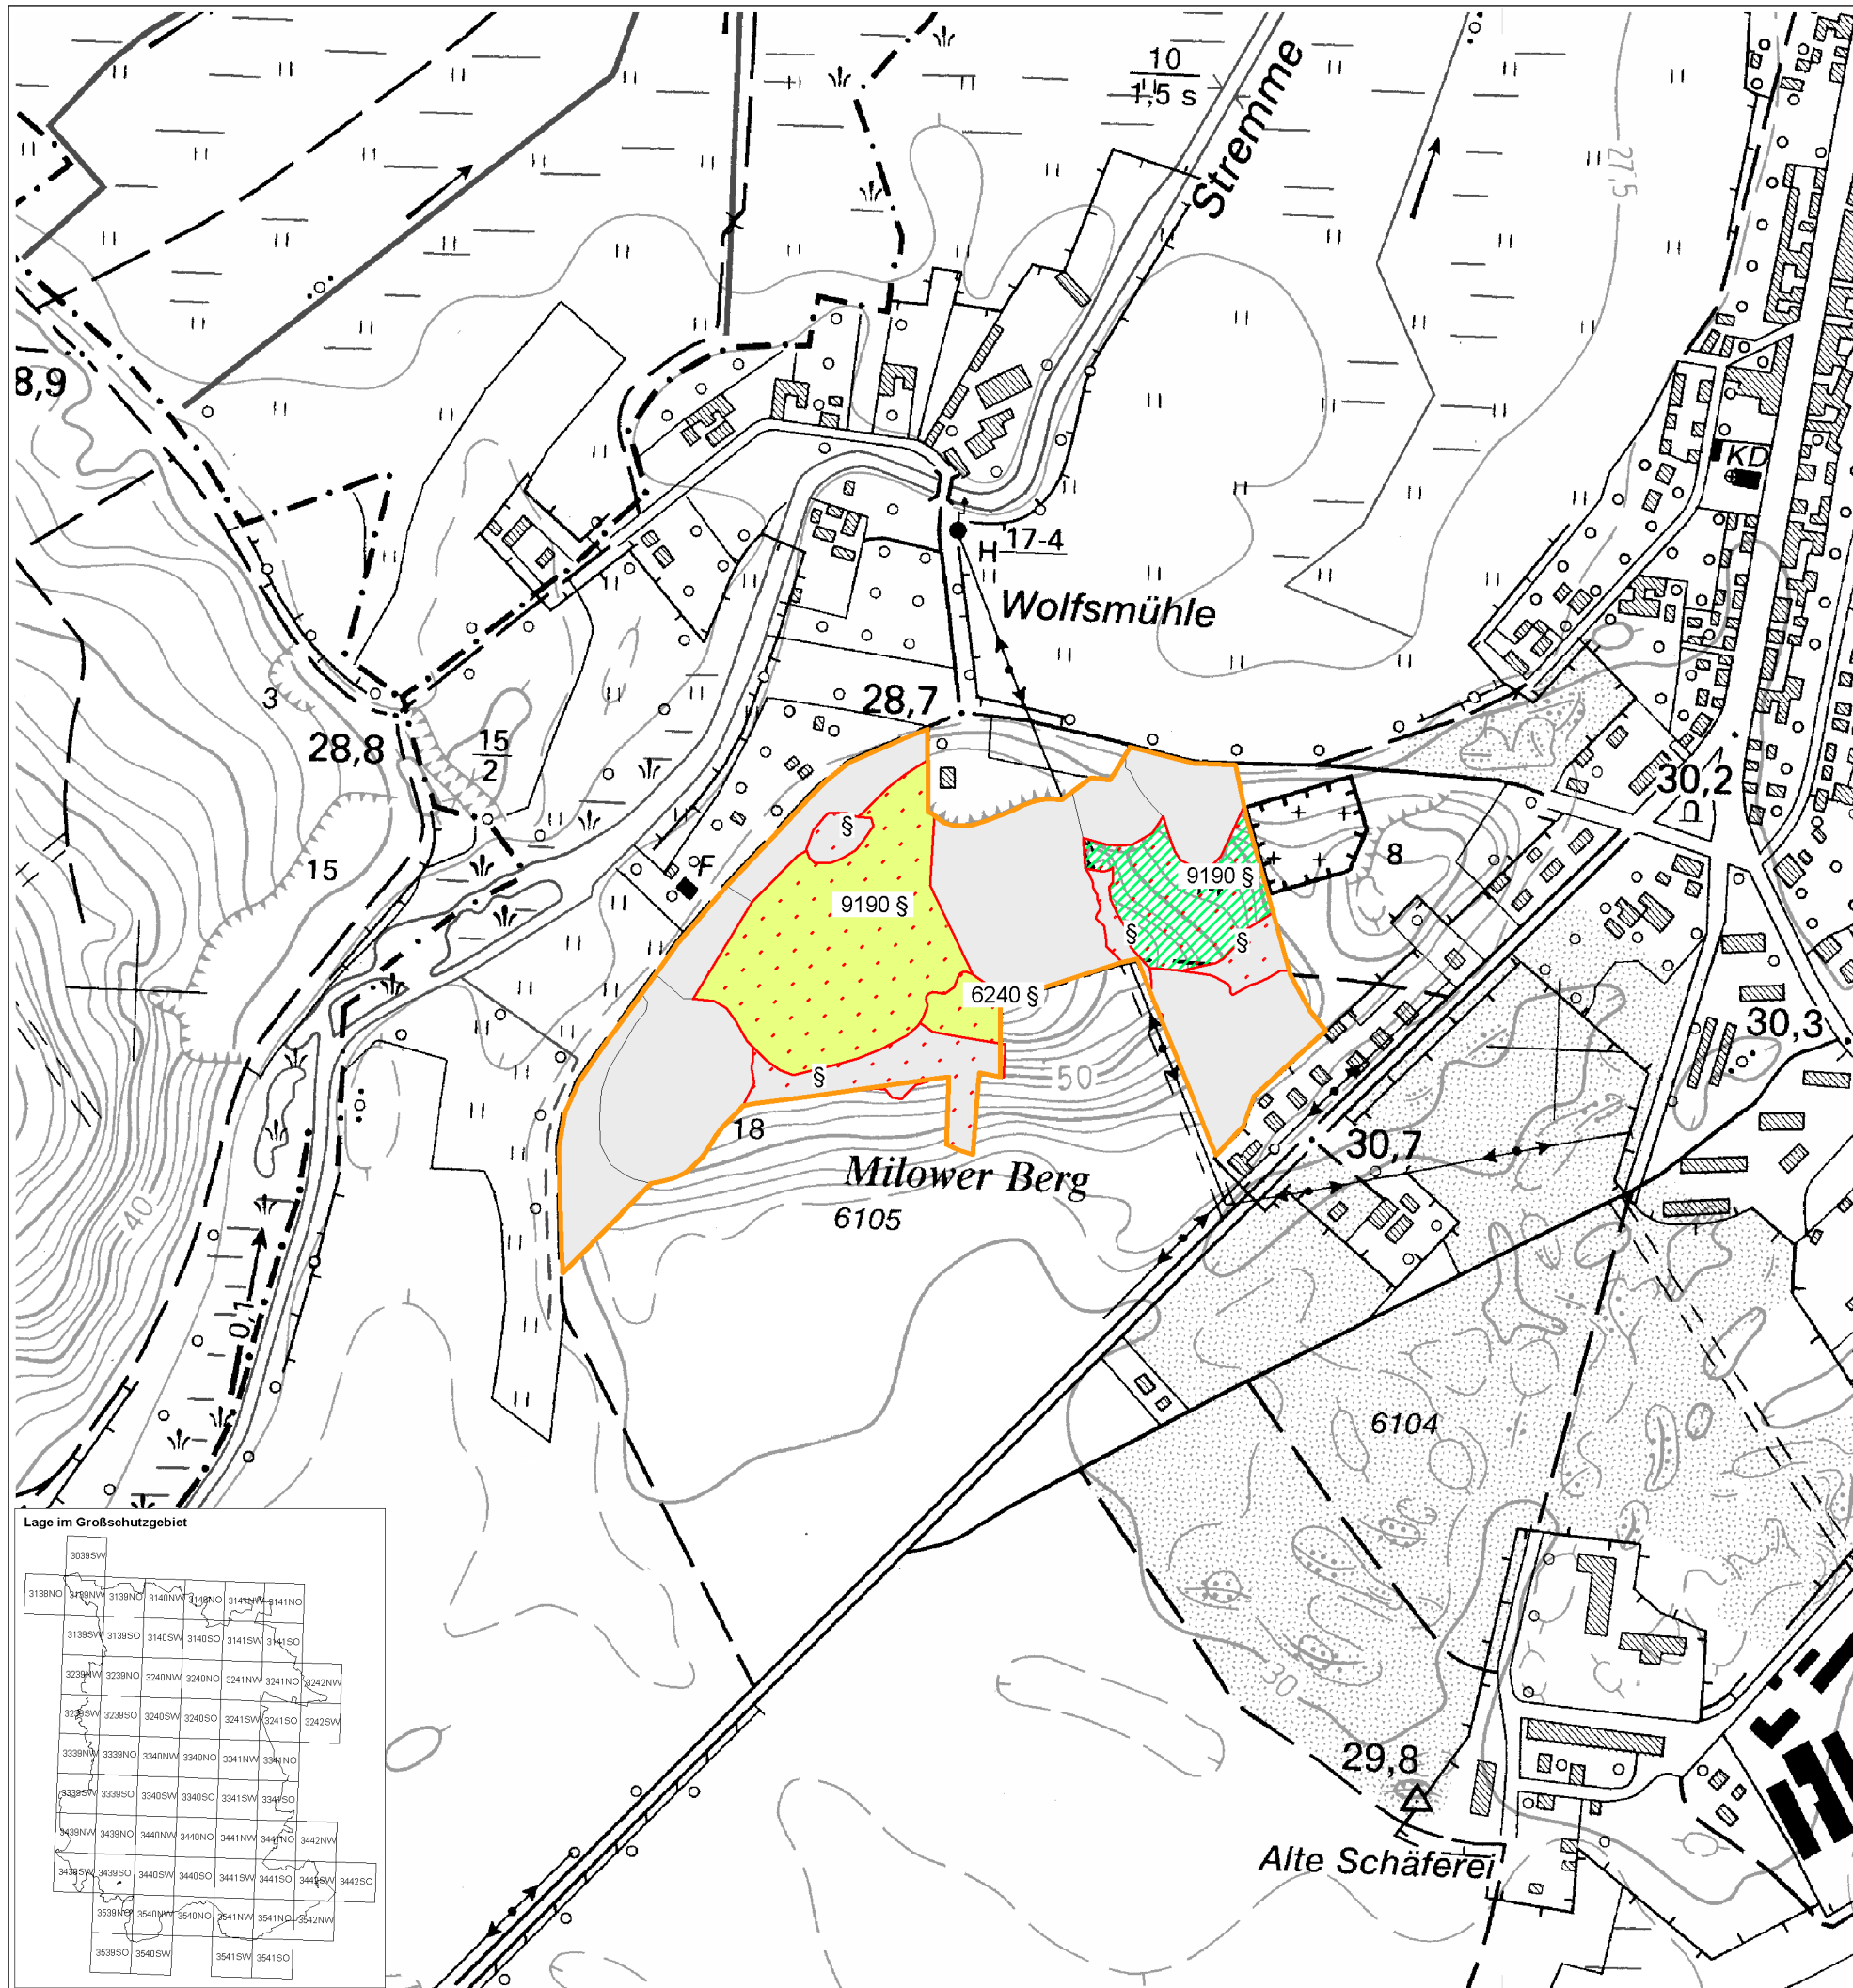 10
1,5 s
Stremme
27,5
8,9
KD
H 17-4
Wolfsmühle
3
28,7
28,8
15
2
30,2
n
15
8
F
§
9190 §
9190 §
§
§
6240 §
30,3
50
§
18
30,7
Milower Berg
6105
40
0,1
6104
30
29,8
Alte Schäferei
Lage im Großschutzgebiet
3039SW
3138NO 3139NW 3139NO 3140NW 3140NO 3141NW 3141NO
3139SW 3139SO 3140SW 3140SO 3141SW 3141SO
3239NW 3239NO 3240NW 3240NO 3241NW 3241NO 3242NW
3239SW 3239SO 3240SW 3240SO 3241SW 3241SO 3242SW
3339NW 3339NO 3340NW 3340NO 3341NW 3341NO
3339SW 3339SO 3340SW 3340SO 3341SW 3341SO
3439NW 3439NO 3440NW 3440NO 3441NW 3441NO 3442NW
3439SW 3439SO 3440SW 3440SO 3441SW 3441SO 3442SW 3442SO
3539NO 3540NW 3540NO 3541NW 3541NO 3542NW
3539SO 3540SW 3541SW 3541SO